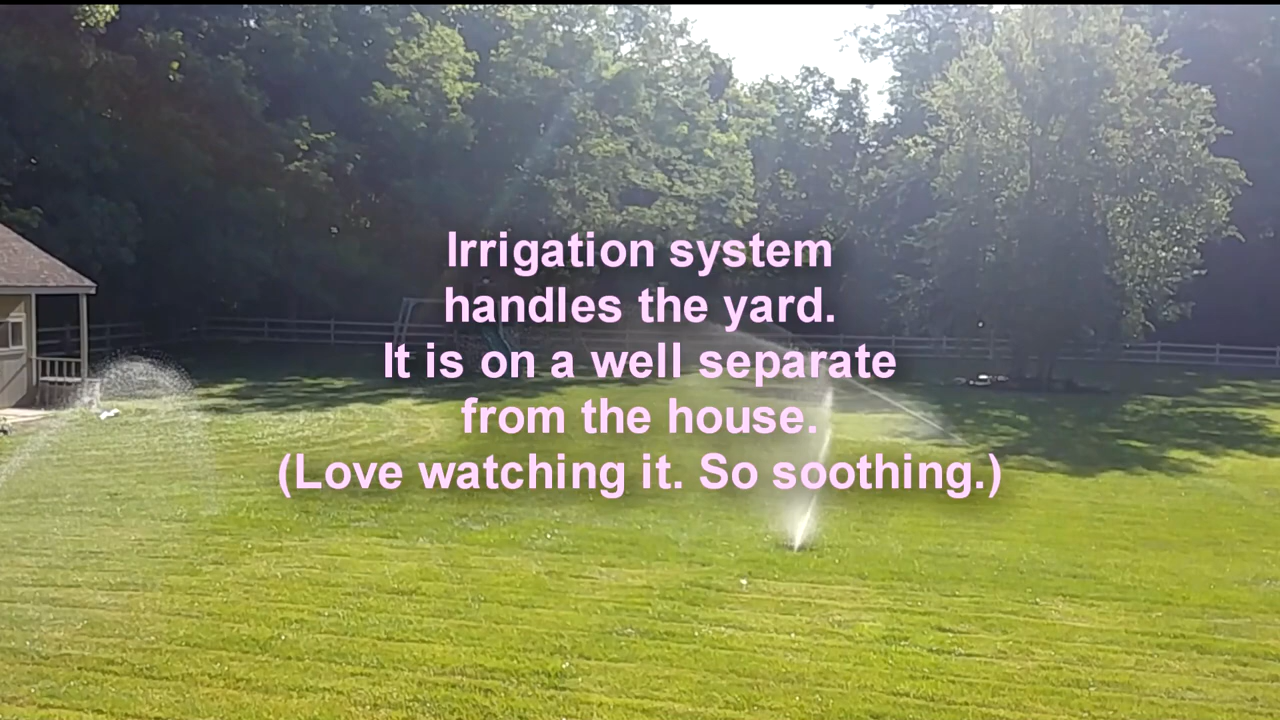 Irrigation system
handles the yard.
It is on a well separate
from the house.
(Love watching it. So soothing.)